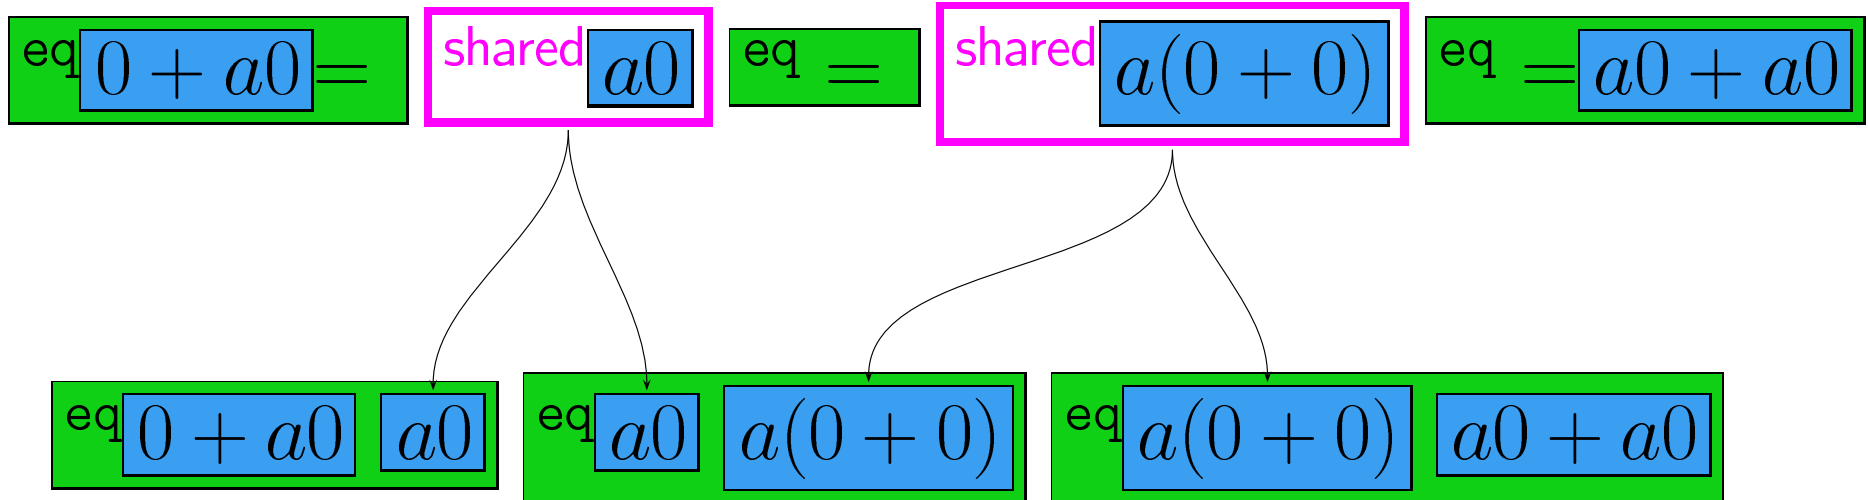 eq 0 + a0 = shared a0 eq = shared a(0 + 0) eq = a0 + a0
eq 0 + a0 a0 eq a0 a(0 + 0) eq a(0 + 0) a0 + a0